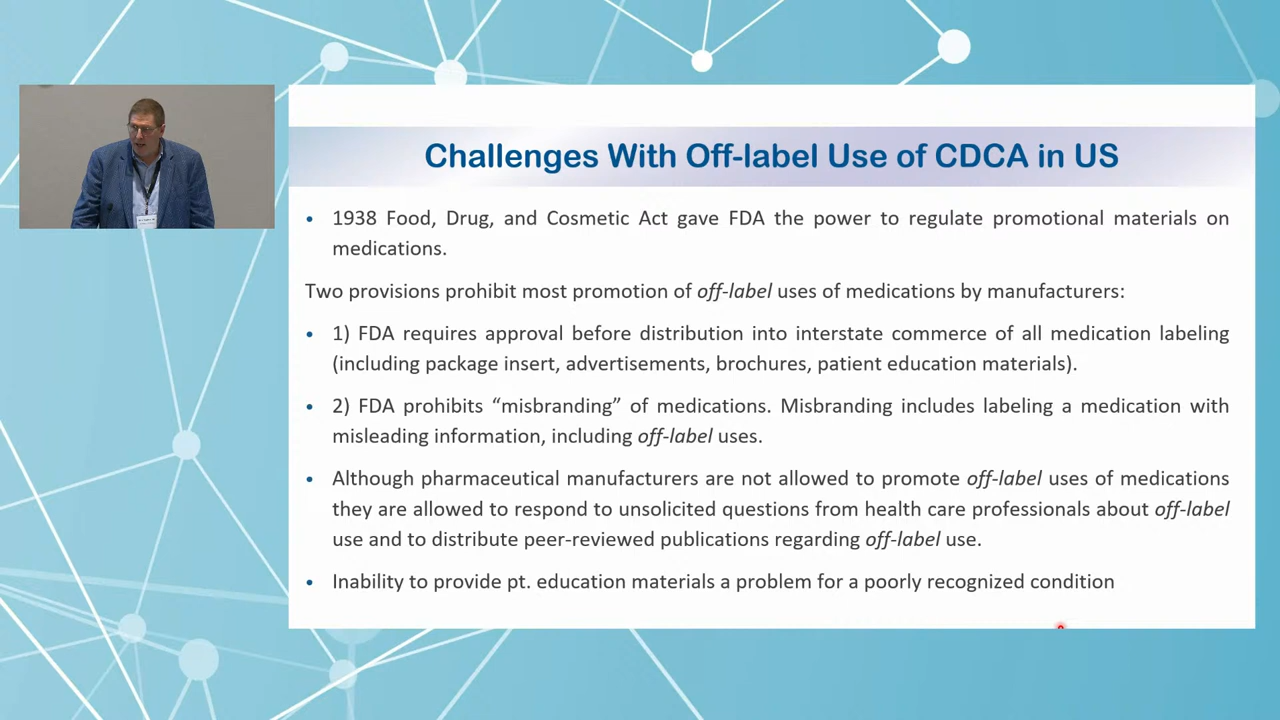 Challenges With Off-label Use of CDCA in US
• 1938 Food, Drug, and Cosmetic Act gave FDA the power to regulate promotional materials on
medications.
Two provisions prohibit most promotion of off-label uses of medications by manufacturers:
• 1) FDA requires approval before distribution into interstate commerce of all medication labeling
(including package insert, advertisements, brochures, patient education materials).
• 2) FDA prohibits “misbranding” of medications. Misbranding includes labeling a medication with
misleading information, including off-label uses.
• Although pharmaceutical manufacturers are not allowed to promote off-label uses of medications
they are allowed to respond to unsolicited questions from health care professionals about off-label
use and to distribute peer-reviewed publications regarding off-label use.
• Inability to provide pt. education materials a problem for a poorly recognized condition